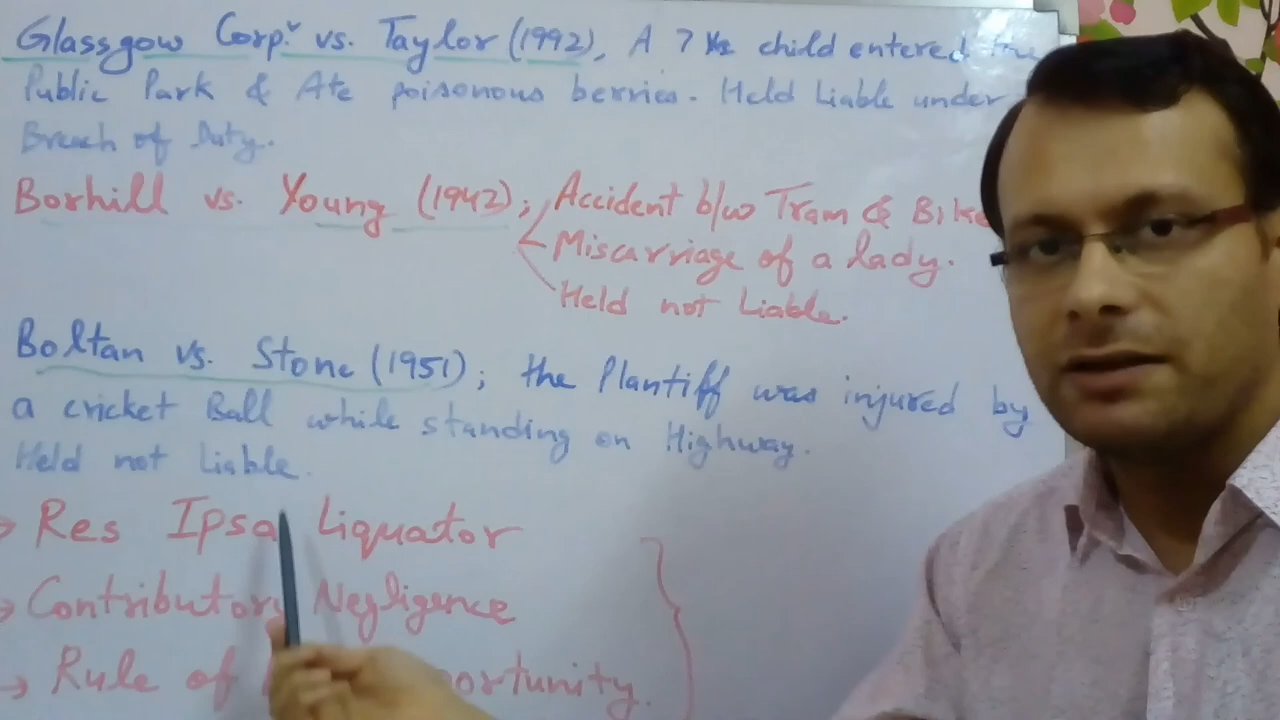 Glassgow Corpr vs. Taylor (1992), A 7 Yr child entered the
Public Park & Ate poisonous berries. Held Liable under
Breach of Duty.
Borhill vs. Young (1942);
Accident b/w Tram & Bike
Miscarriage of a lady.
Held not Liable.
Boltan vs. Stone (1951); the Plantiff was injured by
a cricket Ball while standing on Highway.
Held not Liable.
→ Res Ipsa Liquator
→ Contributory Negligence
→ Rule of ortunity.